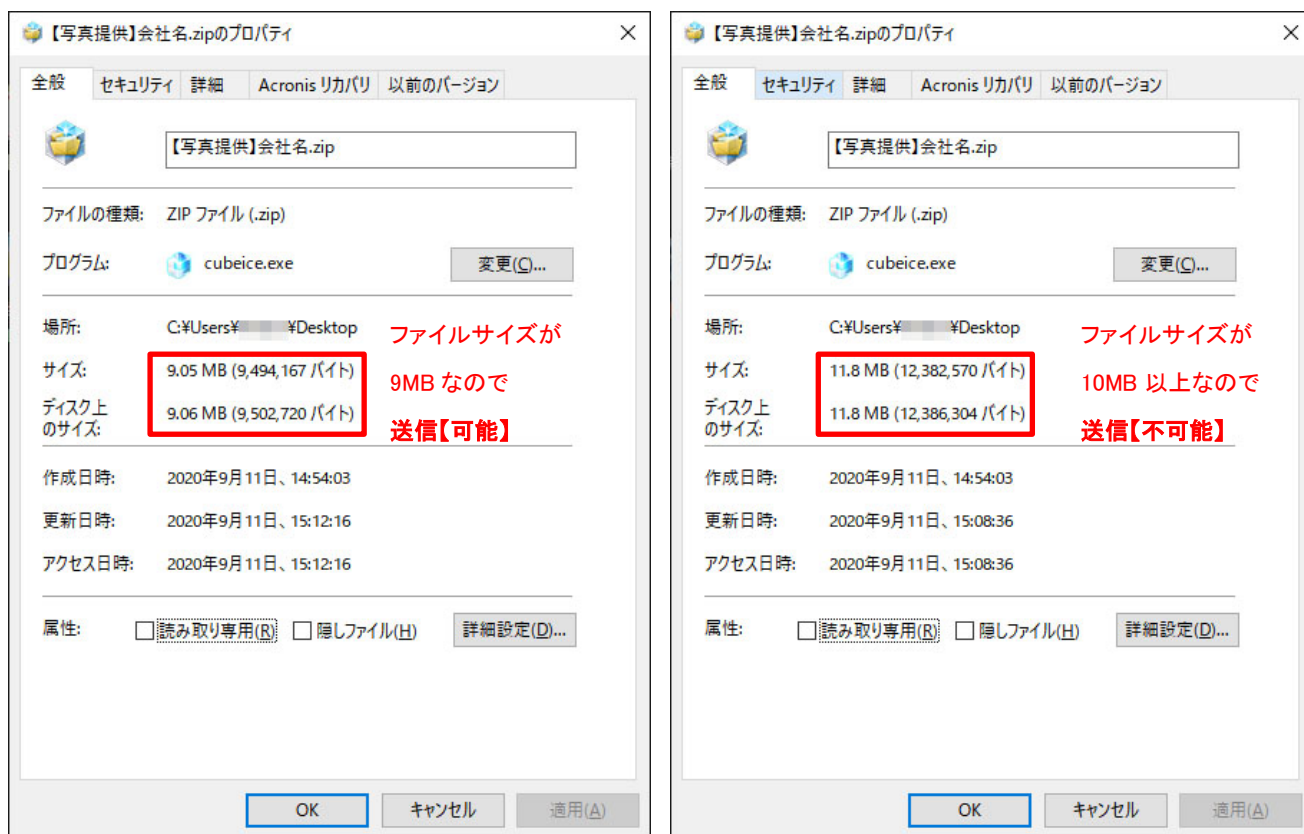 【写真提供】会社名.zipのプロパティ
全般 セキュリティ 詳細 Acronis リカバリ 以前のバージョン
【写真提供】会社名.zip
ファイルの種類: ZIP ファイル (.zip)
プログラム: cubeice.exe 変更(C)...
場所: C:¥Users¥ ¥Desktop
サイズ: 9.05 MB (9,494,167 バイト)
ディスク上
のサイズ: 9.06 MB (9,502,720 バイト)
ファイルサイズが
9MB なので
送信【可能】
作成日時: 2020年9月11日、14:54:03
更新日時: 2020年9月11日、15:12:16
アクセス日時: 2020年9月11日、15:12:16
属性: 読み取り専用(R) 隠しファイル(H) 詳細設定(D)...
OK キャンセル 適用(A)
【写真提供】会社名.zipのプロパティ
全般 セキュリティ 詳細 Acronis リカバリ 以前のバージョン
【写真提供】会社名.zip
ファイルの種類: ZIP ファイル (.zip)
プログラム: cubeice.exe 変更(C)...
場所: C:¥Users¥ ¥Desktop
サイズ: 11.8 MB (12,382,570 バイト)
ディスク上
のサイズ: 11.8 MB (12,386,304 バイト)
ファイルサイズが
10MB 以上なので
送信【不可能】
作成日時: 2020年9月11日、14:54:03
更新日時: 2020年9月11日、15:08:36
アクセス日時: 2020年9月11日、15:08:36
属性: 読み取り専用(R) 隠しファイル(H) 詳細設定(D)...
OK キャンセル 適用(A)